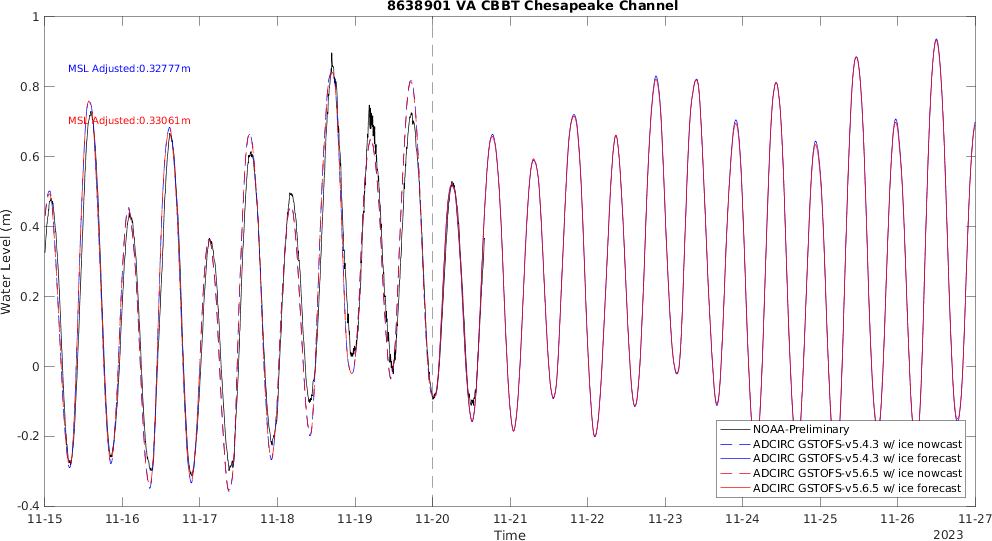 8638901 VA CBBT Chesapeake Channel
1
0.8
0.6
0.4
0.2
0
-0.2
-0.4
Water Level (m)
MSL Adjusted:0.32777m
MSL Adjusted:0.33061m
NOAA-Preliminary
ADCIRC GSTOFS-v5.4.3 w/ ice nowcast
ADCIRC GSTOFS-v5.4.3 w/ ice forecast
ADCIRC GSTOFS-v5.6.5 w/ ice nowcast
ADCIRC GSTOFS-v5.6.5 w/ ice forecast
11-15 11-16 11-17 11-18 11-19 11-20 11-21 11-22 11-23 11-24 11-25 11-26 11-27
Time
2023